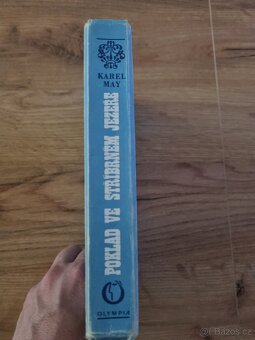 KAREL
MAY
POKLAD VE STŘÍBRNÉM JEZEŘE
OLYMPIA
© Bazoš.cz